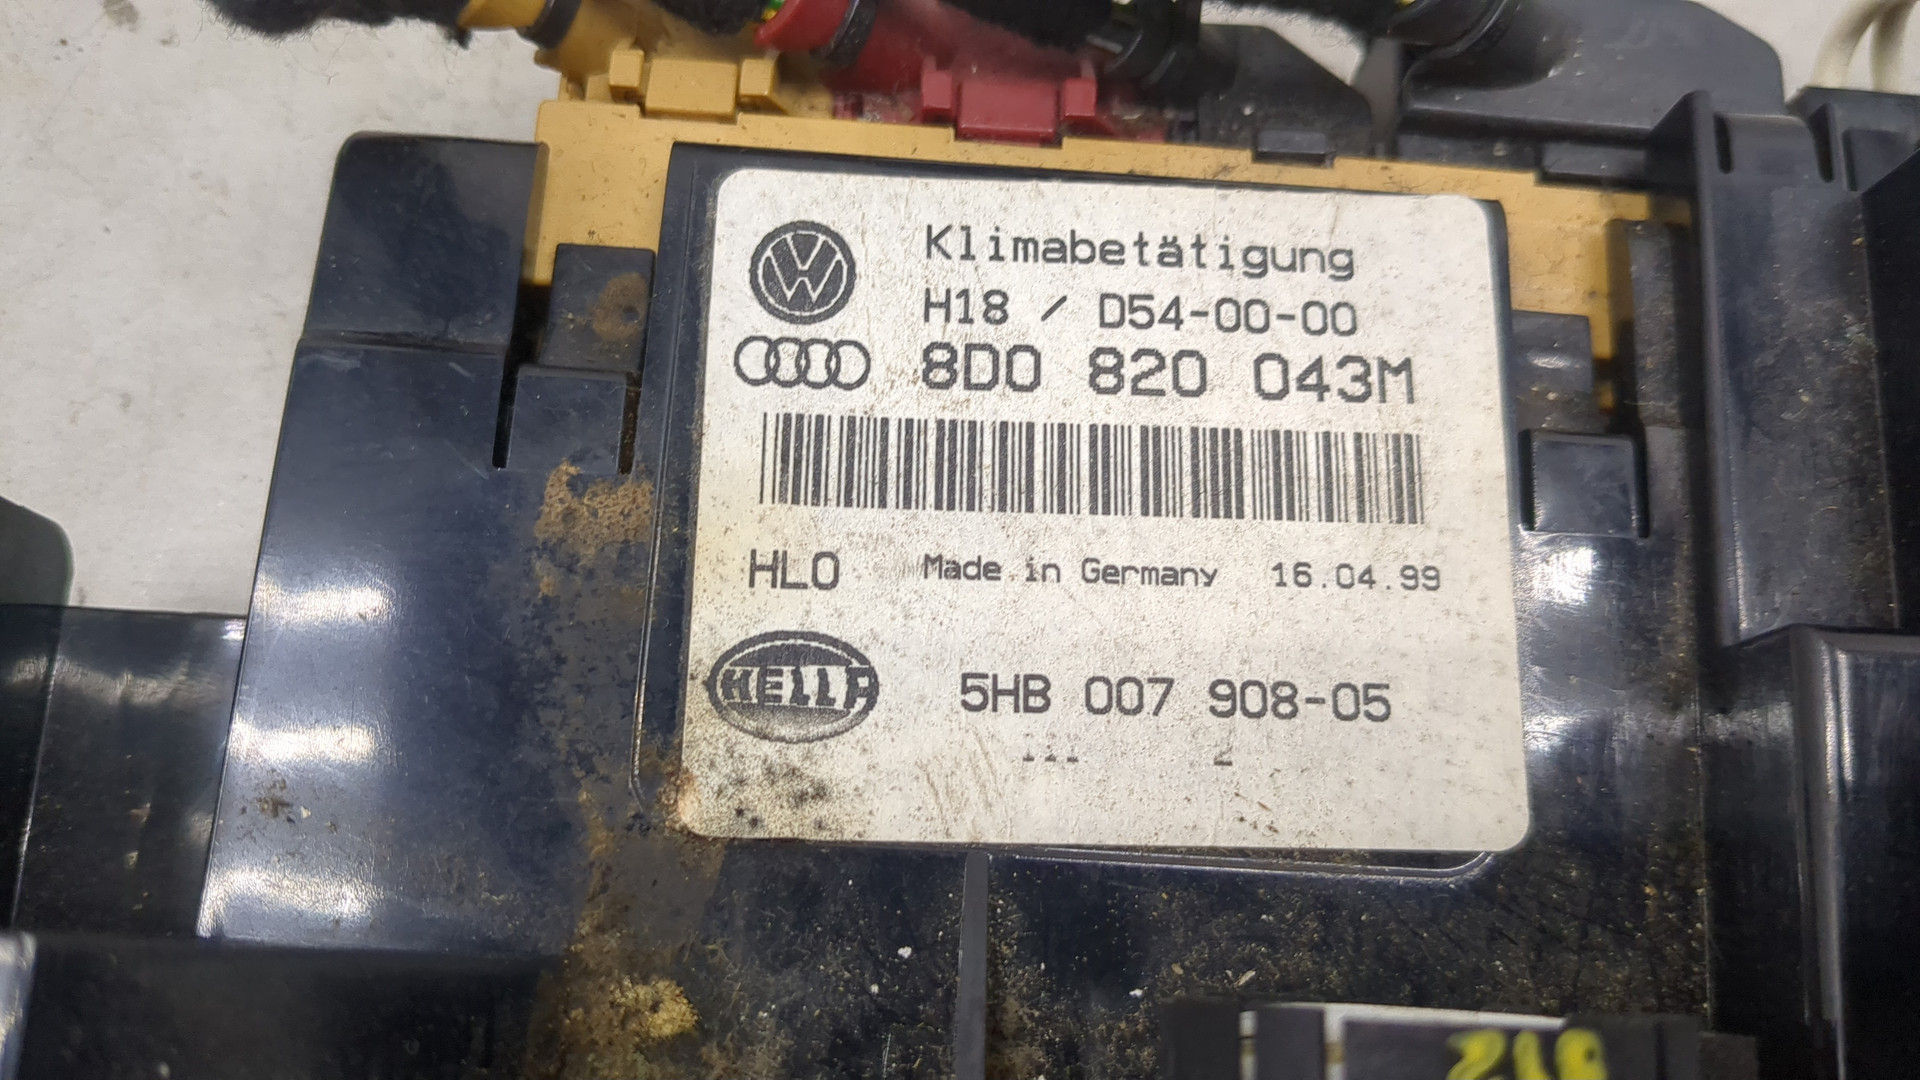 Klimabetätigung
H18 / D54-00-00
8D0 820 043M
HLO Made in Germany 16.04.99
HELLA 5HB 007 908-05